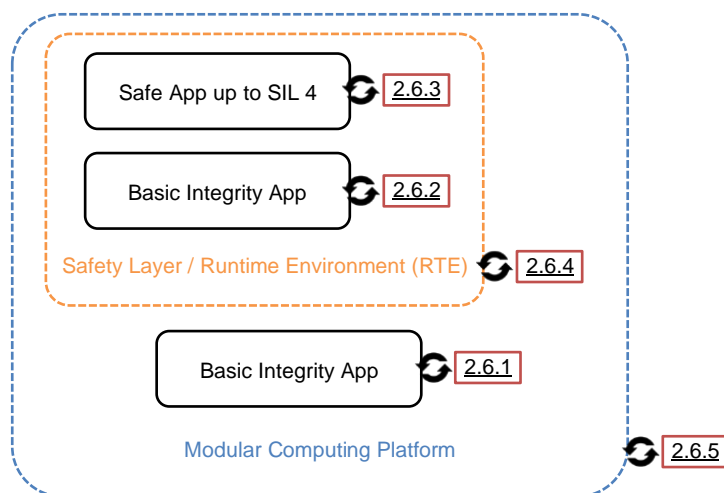 Safe App up to SIL 4
2.6.3
Basic Integrity App
2.6.2
Safety Layer / Runtime Environment (RTE)
2.6.4
Basic Integrity App
2.6.1
Modular Computing Platform
2.6.5